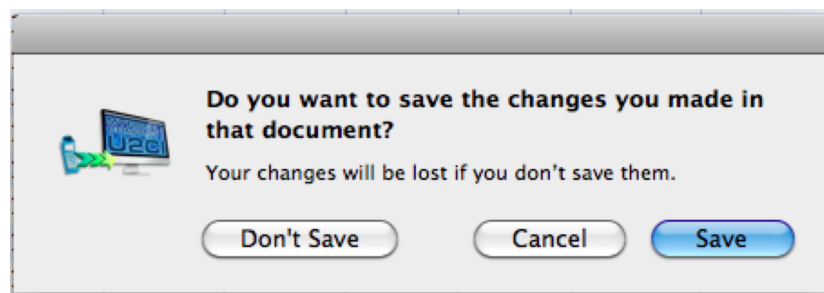 Do you want to save the changes you made in
that document?
Your changes will be lost if you don't save them.
Don't Save
Cancel
Save